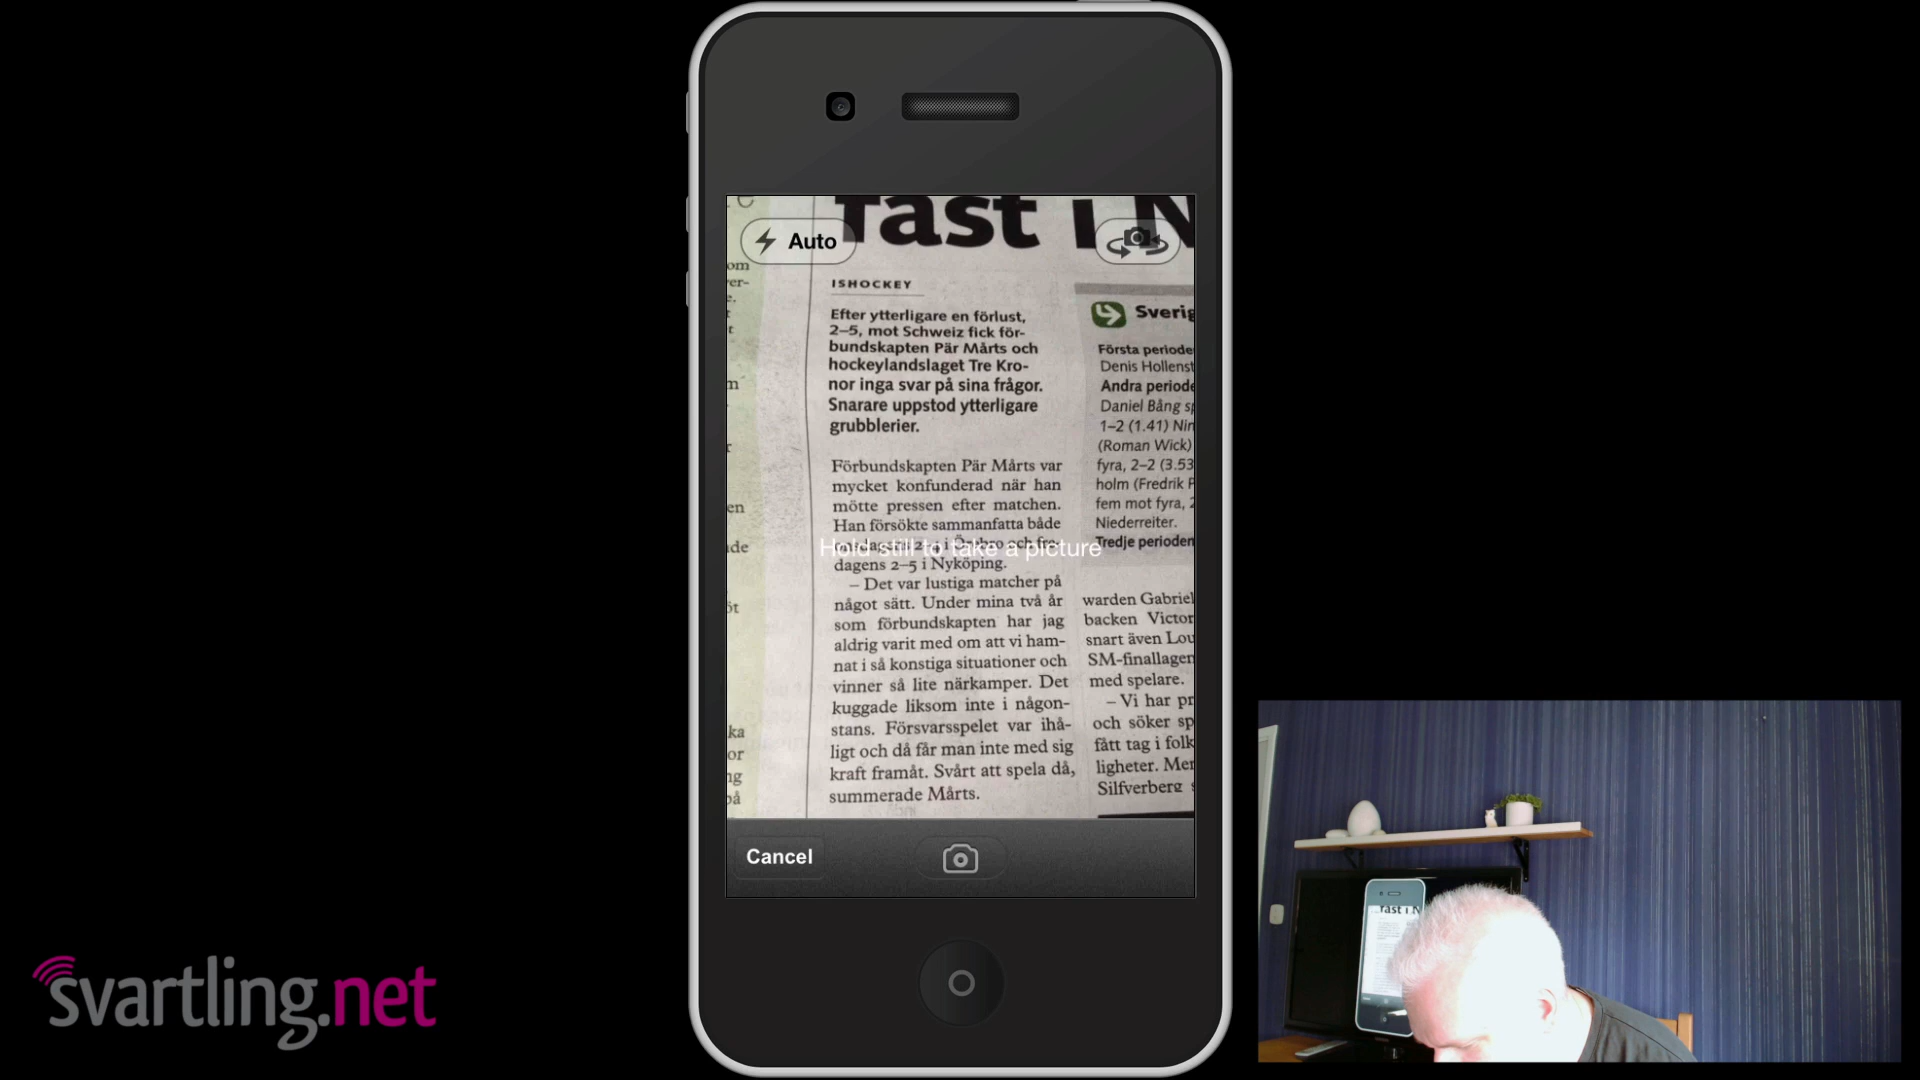 fast i N
Auto
om
ISHOCKEY
Efter ytterligare en förlust,
2–5, mot Schweiz fick för-
bundskapten Pär Mårts och
hockeylandslaget Tre Kro-
nor inga svar på sina frågor.
Snarare uppstod ytterligare
grubblerier.
Förbundskapten Pär Mårts var
mycket konfunderad när han
mötte pressen efter matchen.
Han försökte sammanfatta både
Hold still to take a picture
i Örebro och fre-
dagens 2–5 i Nyköping.
– Det var lustiga matcher på
något sätt. Under mina två år
som förbundskapten har jag
aldrig varit med om att vi ham-
nat i så konstiga situationer och
vinner så lite närkamper. Det
kuggade liksom inte i någon-
stans. Försvarsspelet var ihå-
ligt och då får man inte med sig
kraft framåt. Svårt att spela då,
summerade Mårts.
Sverig
Första periode
Denis Hollenst
Andra periode
Daniel Bång sp
1–2 (1.41) Nin
(Roman Wick)
fyra, 2–2 (3.53
holm (Fredrik P
fem mot fyra, 2
Niederreiter.
Tredje perioden
warden Gabriel
backen Victor
snart även Lou
SM-finallagen
med spelare.
– Vi har pr
och söker sp
fått tag i folk
ligheter. Mer
Silfverberg s
Cancel
svartling.net
fast i N